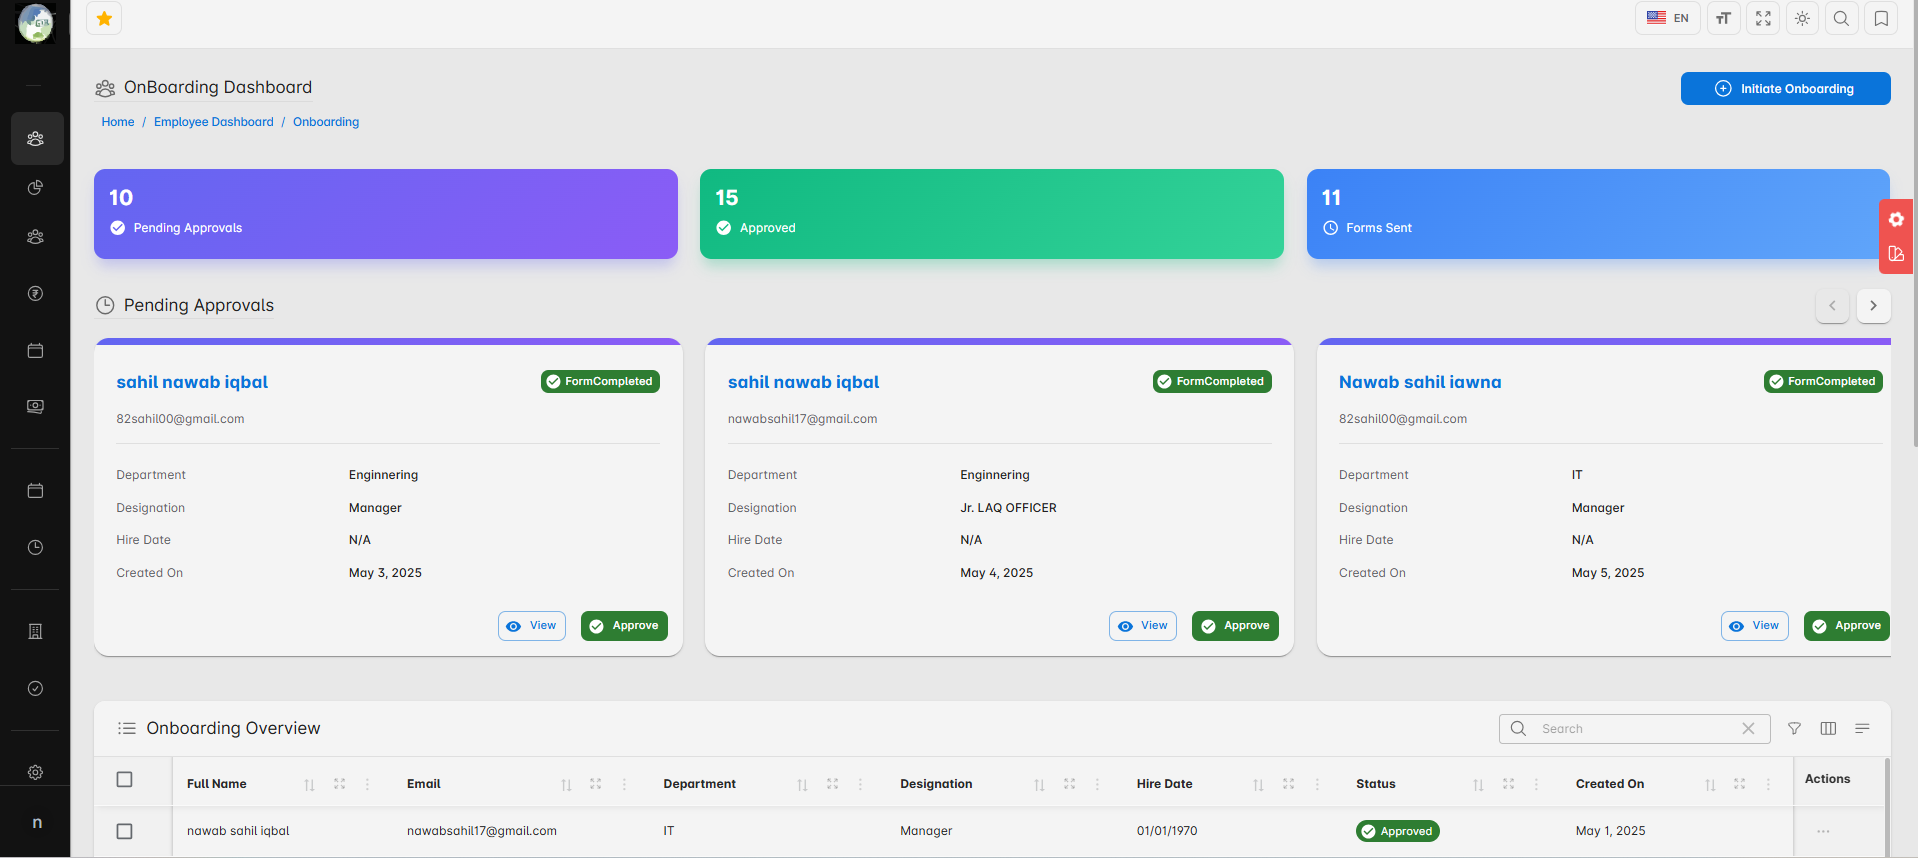 EN
OnBoarding Dashboard
Initiate Onboarding
Home / Employee Dashboard / Onboarding
10
Pending Approvals
15
Approved
11
Forms Sent
Pending Approvals
sahil nawab iqbal
FormCompleted
82sahil00@gmail.com
Department Enginnering
Designation Manager
Hire Date N/A
Created On May 3, 2025
View Approve
sahil nawab iqbal
FormCompleted
nawabsahil17@gmail.com
Department Enginnering
Designation Jr. LAQ OFFICER
Hire Date N/A
Created On May 4, 2025
View Approve
Nawab sahil iawna
FormCompleted
82sahil00@gmail.com
Department IT
Designation Manager
Hire Date N/A
Created On May 5, 2025
View Approve
Onboarding Overview
Search
Full Name Email Department Designation Hire Date Status Created On Actions
nawab sahil iqbal nawabsahil17@gmail.com IT Manager 01/01/1970 Approved May 1, 2025
n